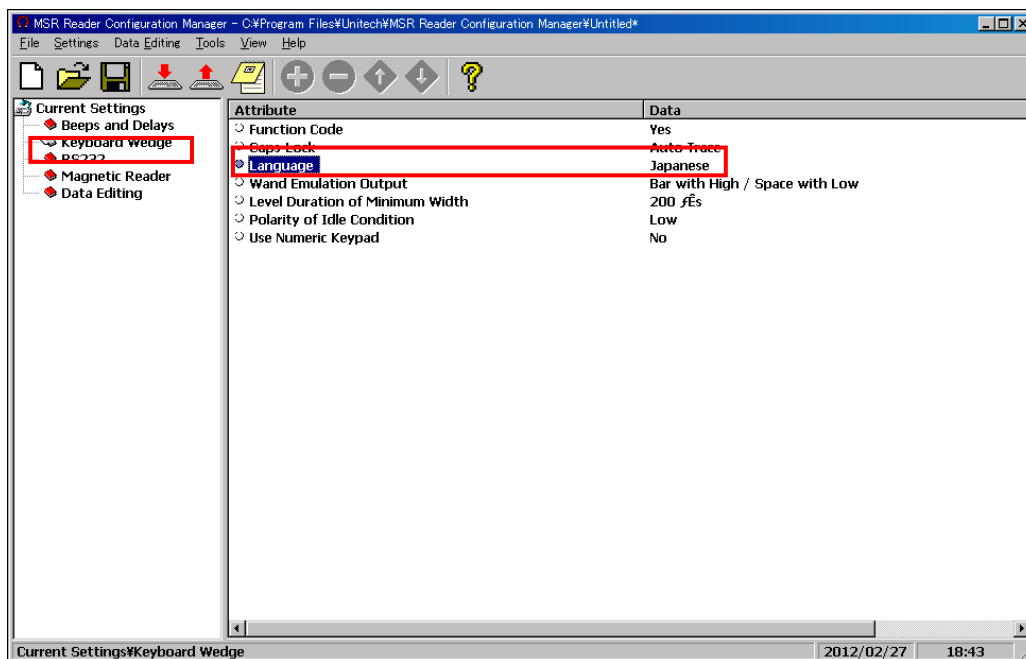 MSR Reader Configuration Manager - C:¥Program Files¥Unitech¥MSR Reader Configuration Manager¥Untitled*
File Settings Data Editing Tools View Help
Current Settings
Beeps and Delays
Keyboard Wedge
RS232
Magnetic Reader
Data Editing
Attribute Data
Function Code Yes
Caps Lock Auto Trace
Language Japanese
Wand Emulation Output Bar with High / Space with Low
Level Duration of Minimum Width 200 ƒÊs
Polarity of Idle Condition Low
Use Numeric Keypad No
Current Settings¥Keyboard Wedge 2012/02/27 18:43